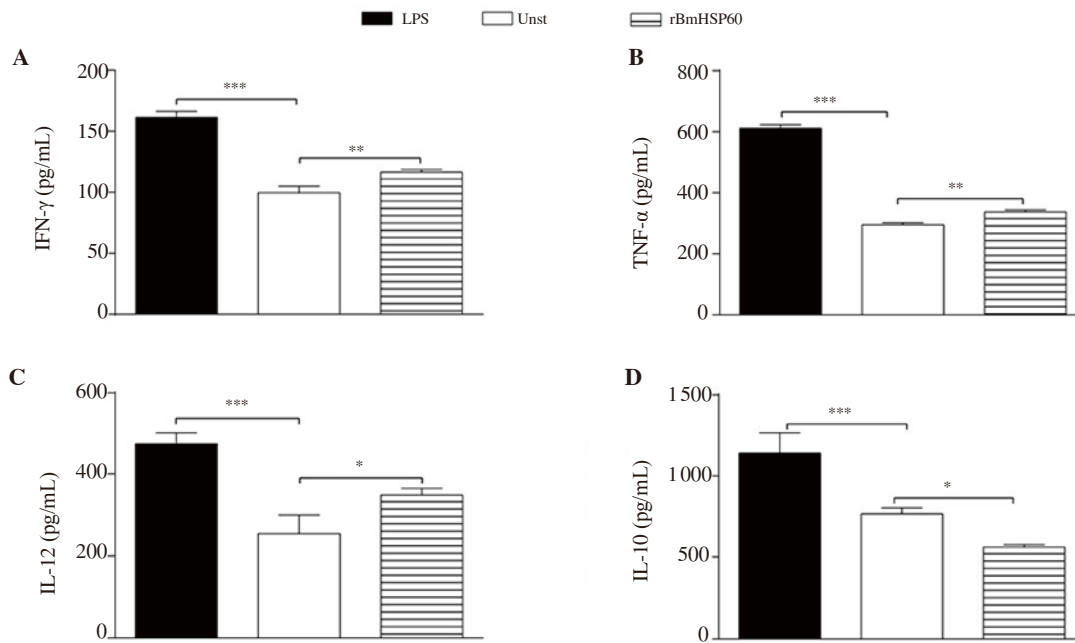 LPS Unst rBmHSP60
A
200
***
150
**
100
50
0
IFN-γ (pg/mL)
B
800
***
600
**
400
200
0
TNF-α (pg/mL)
C
600
***
400
*
200
0
IL-12 (pg/mL)
D
1 500
***
1 000
*
500
0
IL-10 (pg/mL)